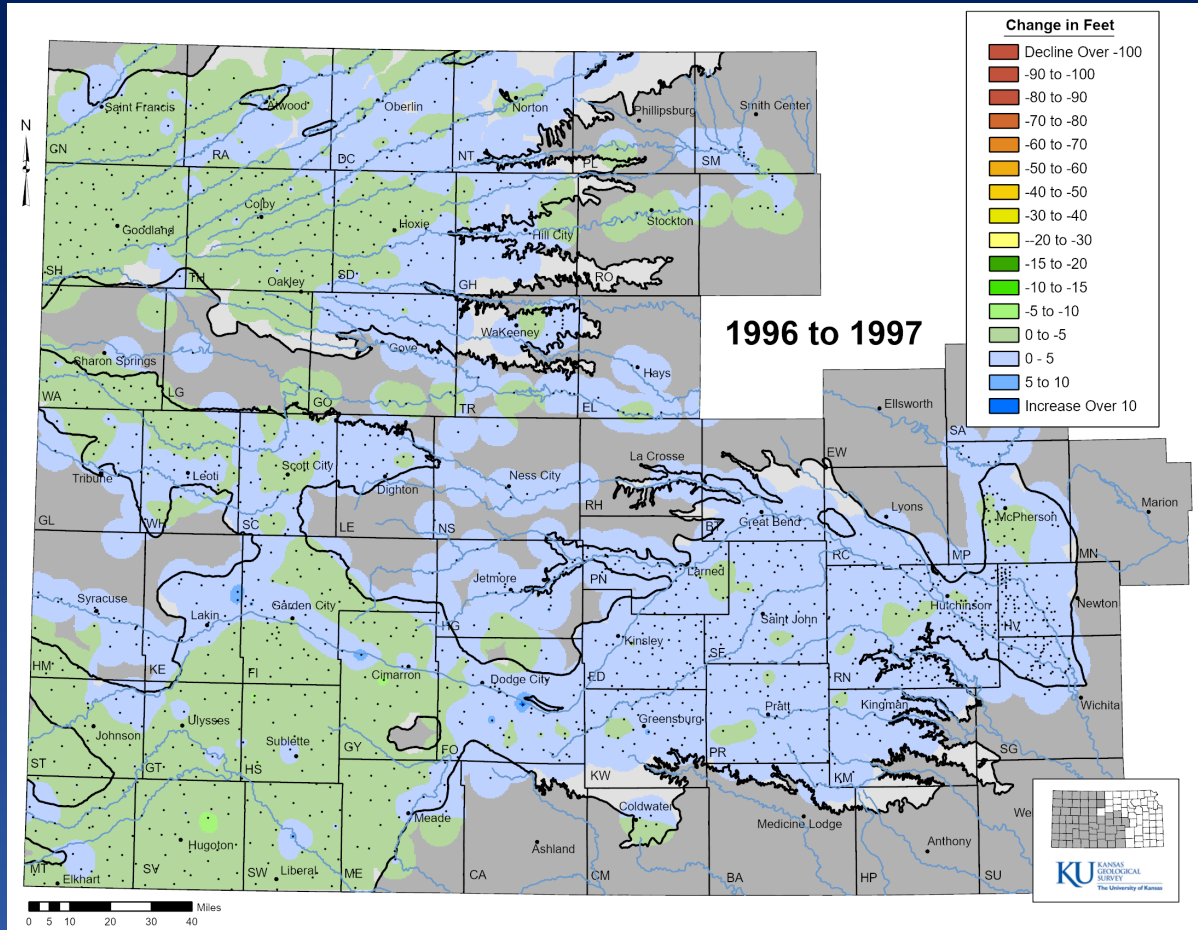 Change in Feet
Decline Over -100
-90 to -100
-80 to -90
-70 to -80
-60 to -70
-50 to -60
-40 to -50
-30 to -40
--20 to -30
-15 to -20
-10 to -15
-5 to -10
0 to -5
0 - 5
5 to 10
Increase Over 10
N
1996 to 1997
Saint Francis
Atwood
Oberlin
Norton
Phillipsburg
Smith Center
GN
RA
DC
NT
PL
SM
Colby
Goodland
Hoxie
Hill City
Stockton
SH
TH
Oakley
SD
GH
RO
WaKeeney
Gove
Sharon Springs
Hays
WA
LG
GO
TR
EL
Ellsworth
SA
Tribune
Leoti
Scott City
Dighton
Ness City
La Crosse
EW
Lyons
McPherson
Marion
GL
WH
SC
LE
NS
RH
BT
Great Bend
RC
MP
MN
Syracuse
Lakin
Garden City
Jetmore
PN
Larned
Hutchinson
Newton
HG
Saint John
HV
HM
KE
FI
Cimarron
Dodge City
Kinsley
ED
SF
RN
Johnson
Ulysses
Sublette
Greensburg
Pratt
Kingman
Wichita
ST
GT
HS
GY
FO
KW
PR
KM
SG
Meade
Coldwater
Medicine Lodge
We
Hugoton
Ashland
Anthony
MT
Elkhart
SV
SW
Liberal
ME
CA
CM
BA
HP
SU
Miles
0 5 10 20 30 40
KU KANSAS
GEOLOGICAL
SURVEY
The University of Kansas